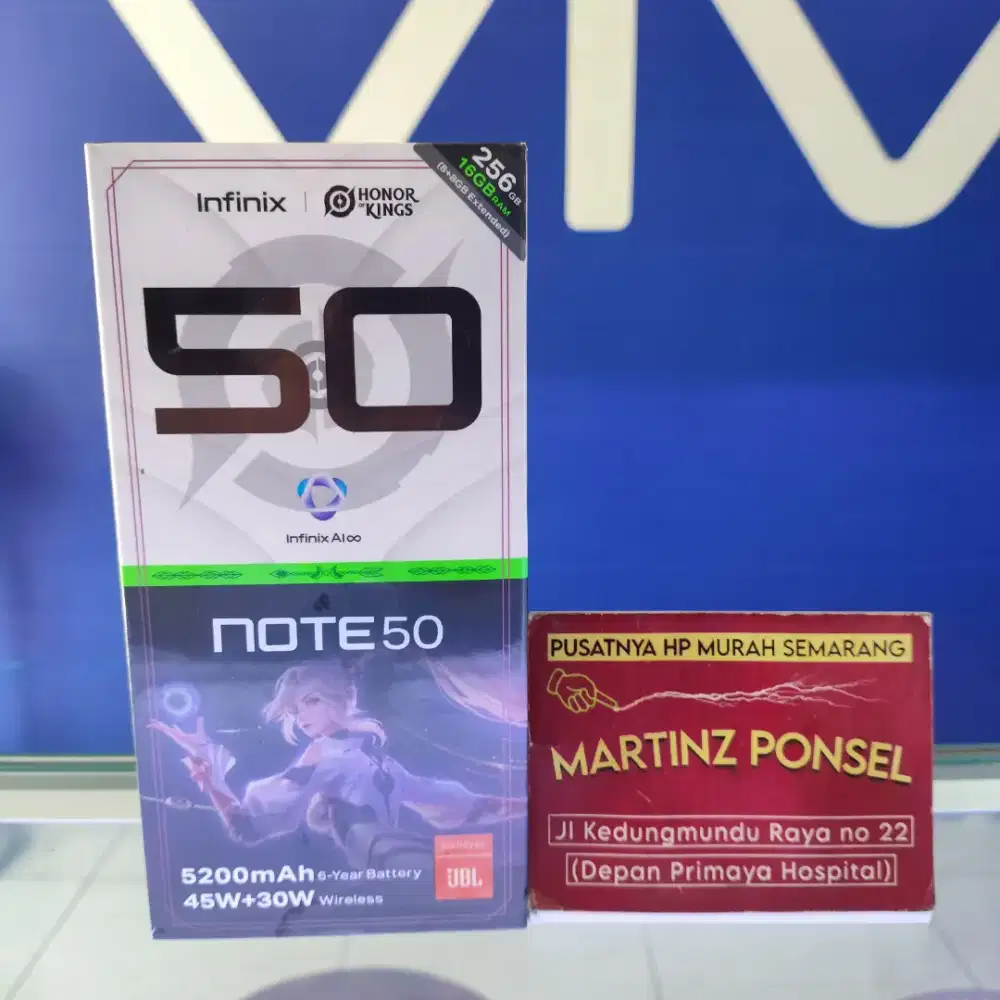 Infinix
HONOR
OF
KINGS
256GB
16GB RAM
(8+8GB Extended)
50
Infinix AI∞
NOTE 50
5200mAh 6-Year Battery
45W+30W Wireless
JBL
PUSATNYA HP MURAH SEMARANG
MARTINZ PONSEL
Jl Kedungmundu Raya no 22
(Depan Primaya Hospital)